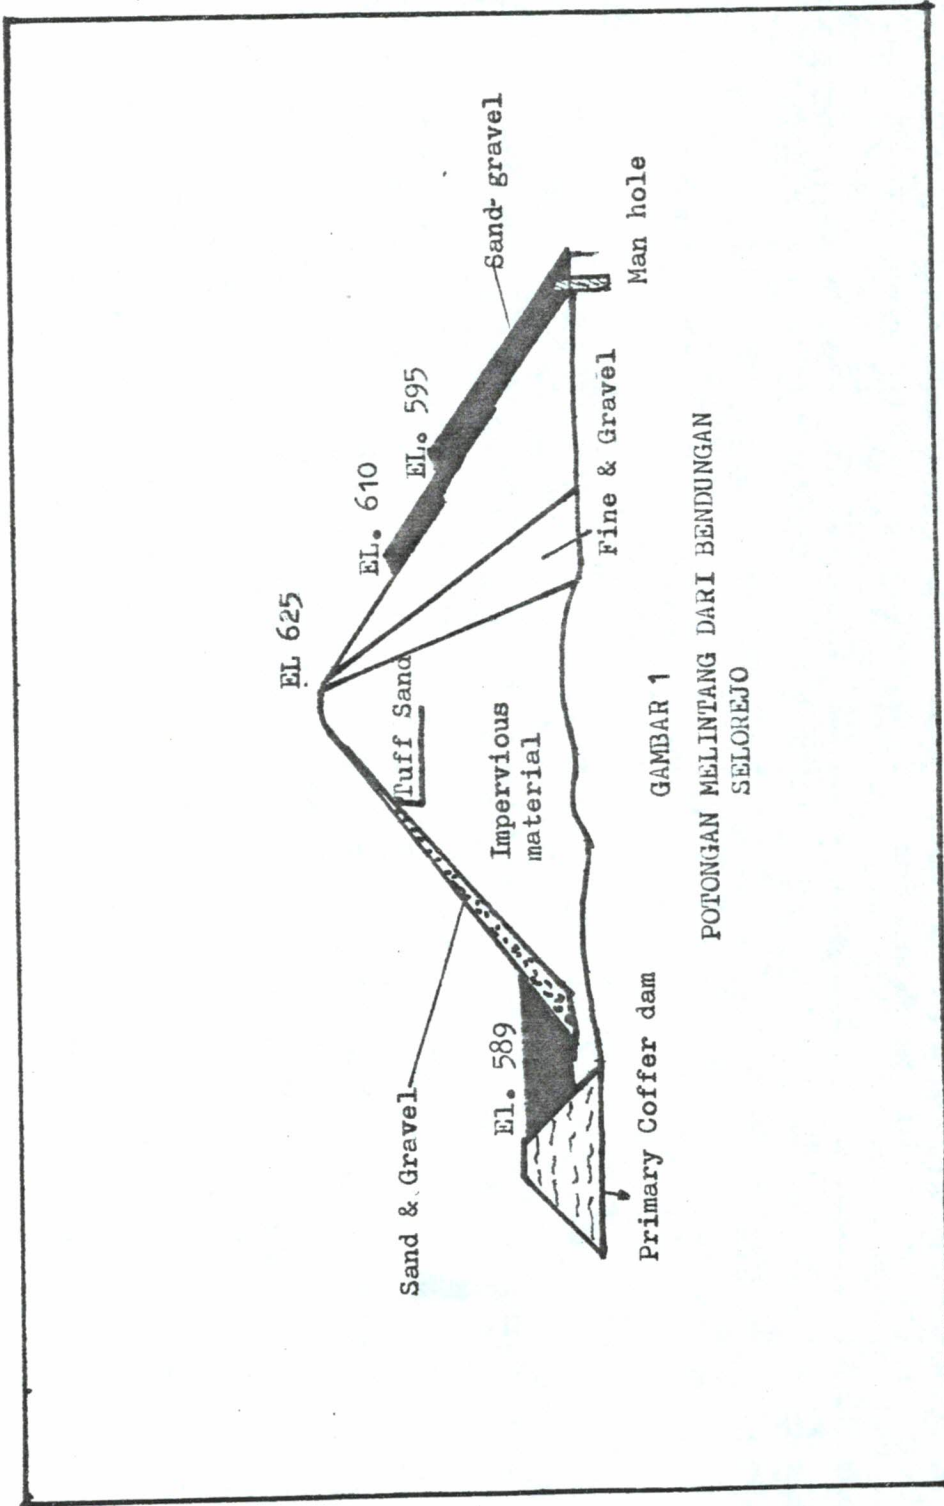 EL 625
EL. 610
EL. 595
Sand-gravel
Tuff Sand
Sand & Gravel
El. 589
Impervious
material
Fine & Gravel
Man hole
Primary Coffer dam
GAMBAR 1
POTONGAN MELINTANG DARI BENDUNGAN
SELOREJO